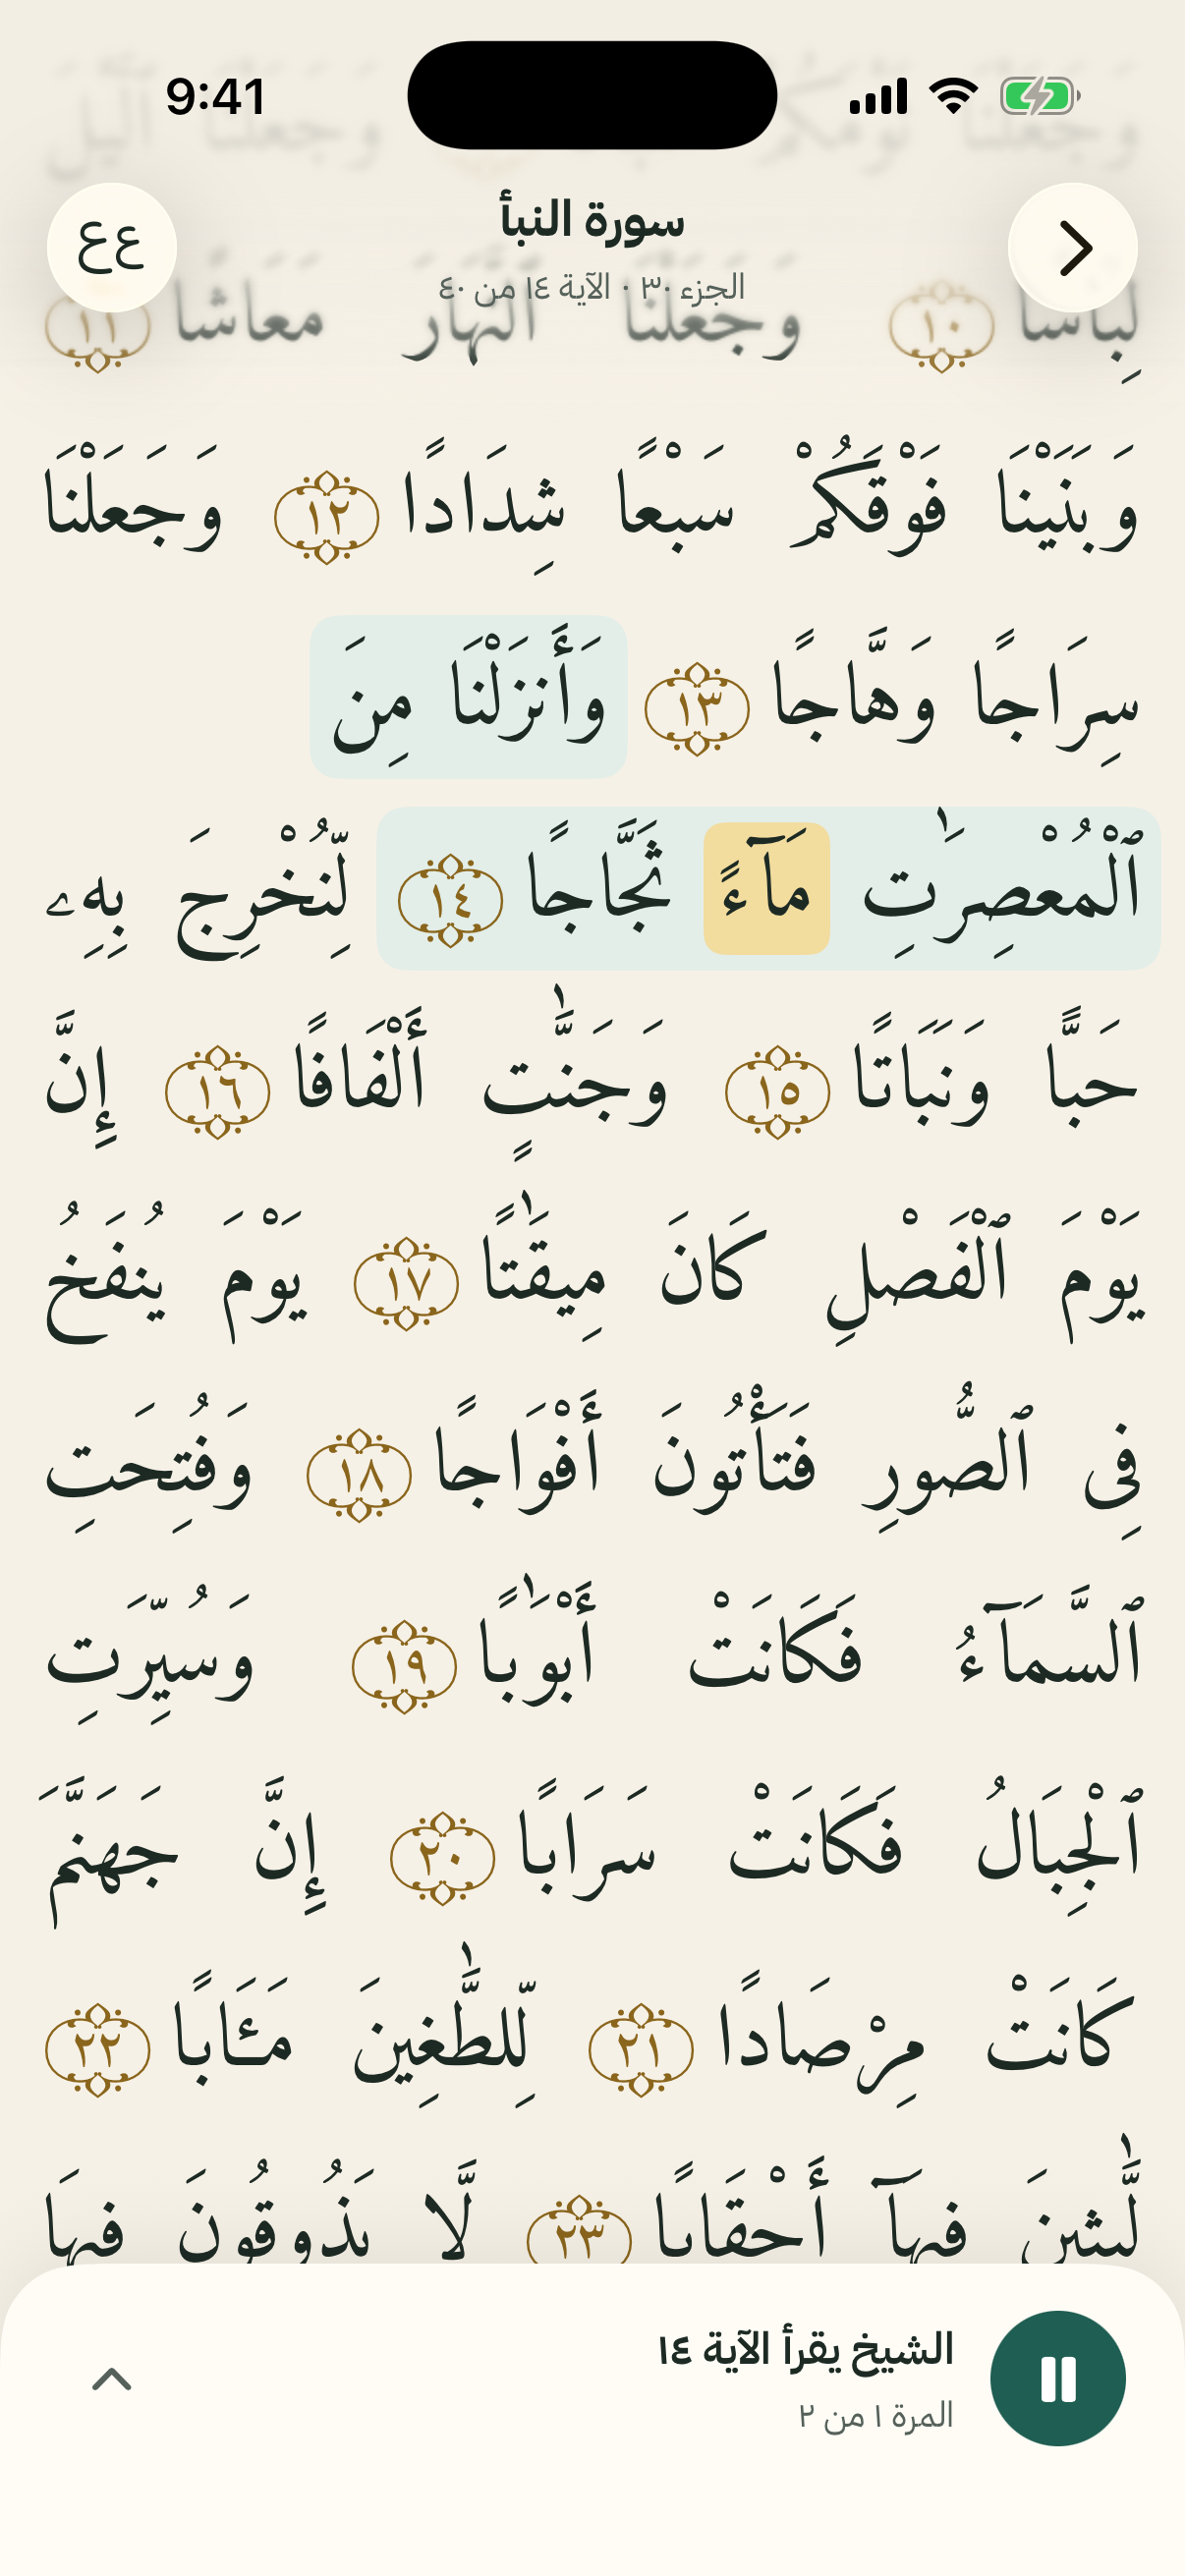 9:41
سورة النبأ
الجزء ٣٠ · الآية ١٤ من ٤٠
عع
لِبَاسًا ١٠ وَجَعَلْنَا ٱلنَّهَارَ مَعَاشًا ١١
وَبَنَيْنَا فَوْقَكُمْ سَبْعًا شِدَادًا ١٢ وَجَعَلْنَا
سِرَاجًا وَهَّاجًا ١٣ وَأَنزَلْنَا مِنَ
ٱلْمُعْصِرَٰتِ مَآءً ثَجَّاجًا ١٤ لِّنُخْرِجَ بِهِۦ
حَبًّا وَنَبَاتًا ١٥ وَجَنَّٰتٍ أَلْفَافًا ١٦ إِنَّ
يَوْمَ ٱلْفَصْلِ كَانَ مِيقَٰتًا ١٧ يَوْمَ يُنفَخُ
فِى ٱلصُّورِ فَتَأْتُونَ أَفْوَاجًا ١٨ وَفُتِحَتِ
ٱلسَّمَآءُ فَكَانَتْ أَبْوَٰبًا ١٩ وَسُيِّرَتِ
ٱلْجِبَالُ فَكَانَتْ سَرَابًا ٢٠ إِنَّ جَهَنَّمَ
كَانَتْ مِرْصَادًا ٢١ لِّلطَّٰغِينَ مَـَٔابًا ٢٢
لَّٰبِثِينَ فِيهَآ أَحْقَابًا ٢٣ لَّا يَذُوقُونَ فِيهَا
الشيخ يقرأ الآية ١٤
المرة ١ من ٢